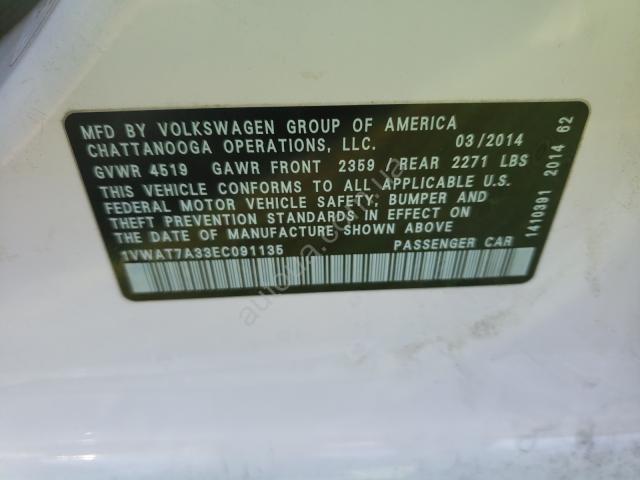 MFD BY VOLKSWAGEN GROUP OF AMERICA
CHATTANOOGA OPERATIONS, LLC. 03/2014
GVWR 4519 GAWR FRONT 2359 / REAR 2271 LBS
THIS VEHICLE CONFORMS TO ALL APPLICABLE U.S.
FEDERAL MOTOR VEHICLE SAFETY, BUMPER AND
THEFT PREVENTION STANDARDS IN EFFECT ON
THE DATE OF MANUFACTURE SHOWN ABOVE
1VWAT7A33EC091135 PASSENGER CAR
1410391 2014 62